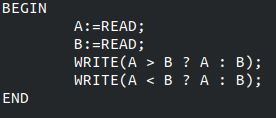 BEGIN
        A:=READ;
        B:=READ;
        WRITE(A > B ? A : B);
        WRITE(A < B ? A : B);
END